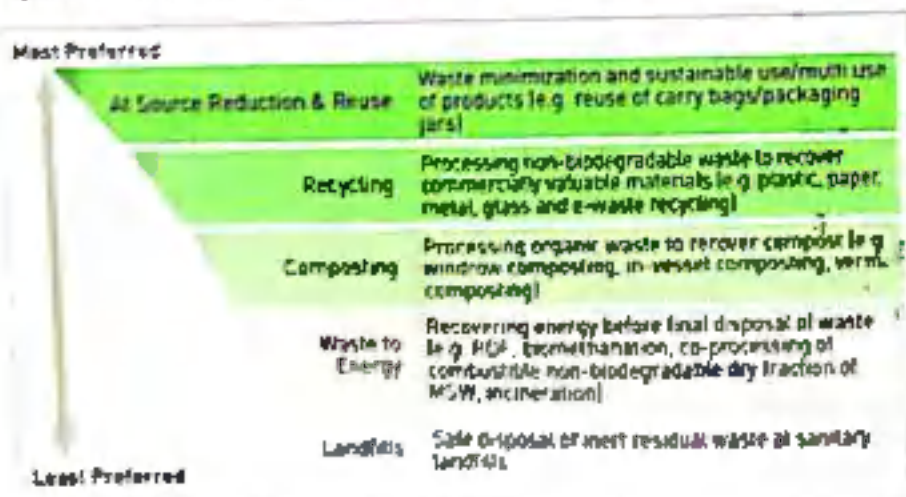 Most Preferred
At Source Reduction & Reuse
Waste minimization and sustainable use/multi use
of products (e.g. reuse of carry bags/packaging
jars)
Recycling
Processing non-biodegradable waste to recover
commercially valuable materials (e.g. plastic, paper,
metal, glass and e-waste recycling)
Composting
Processing organic waste to recover compost (e.g.
windrow composting, in-vessel composting, vermi
composting)
Waste to
Energy
Recovering energy before final disposal of waste
(e.g. RDF, biomethanation, co-processing of
combustible non-biodegradable dry fraction of
MSW, incineration)
Landfills
Safe disposal of inert residual waste at sanitary
landfills
Least Preferred